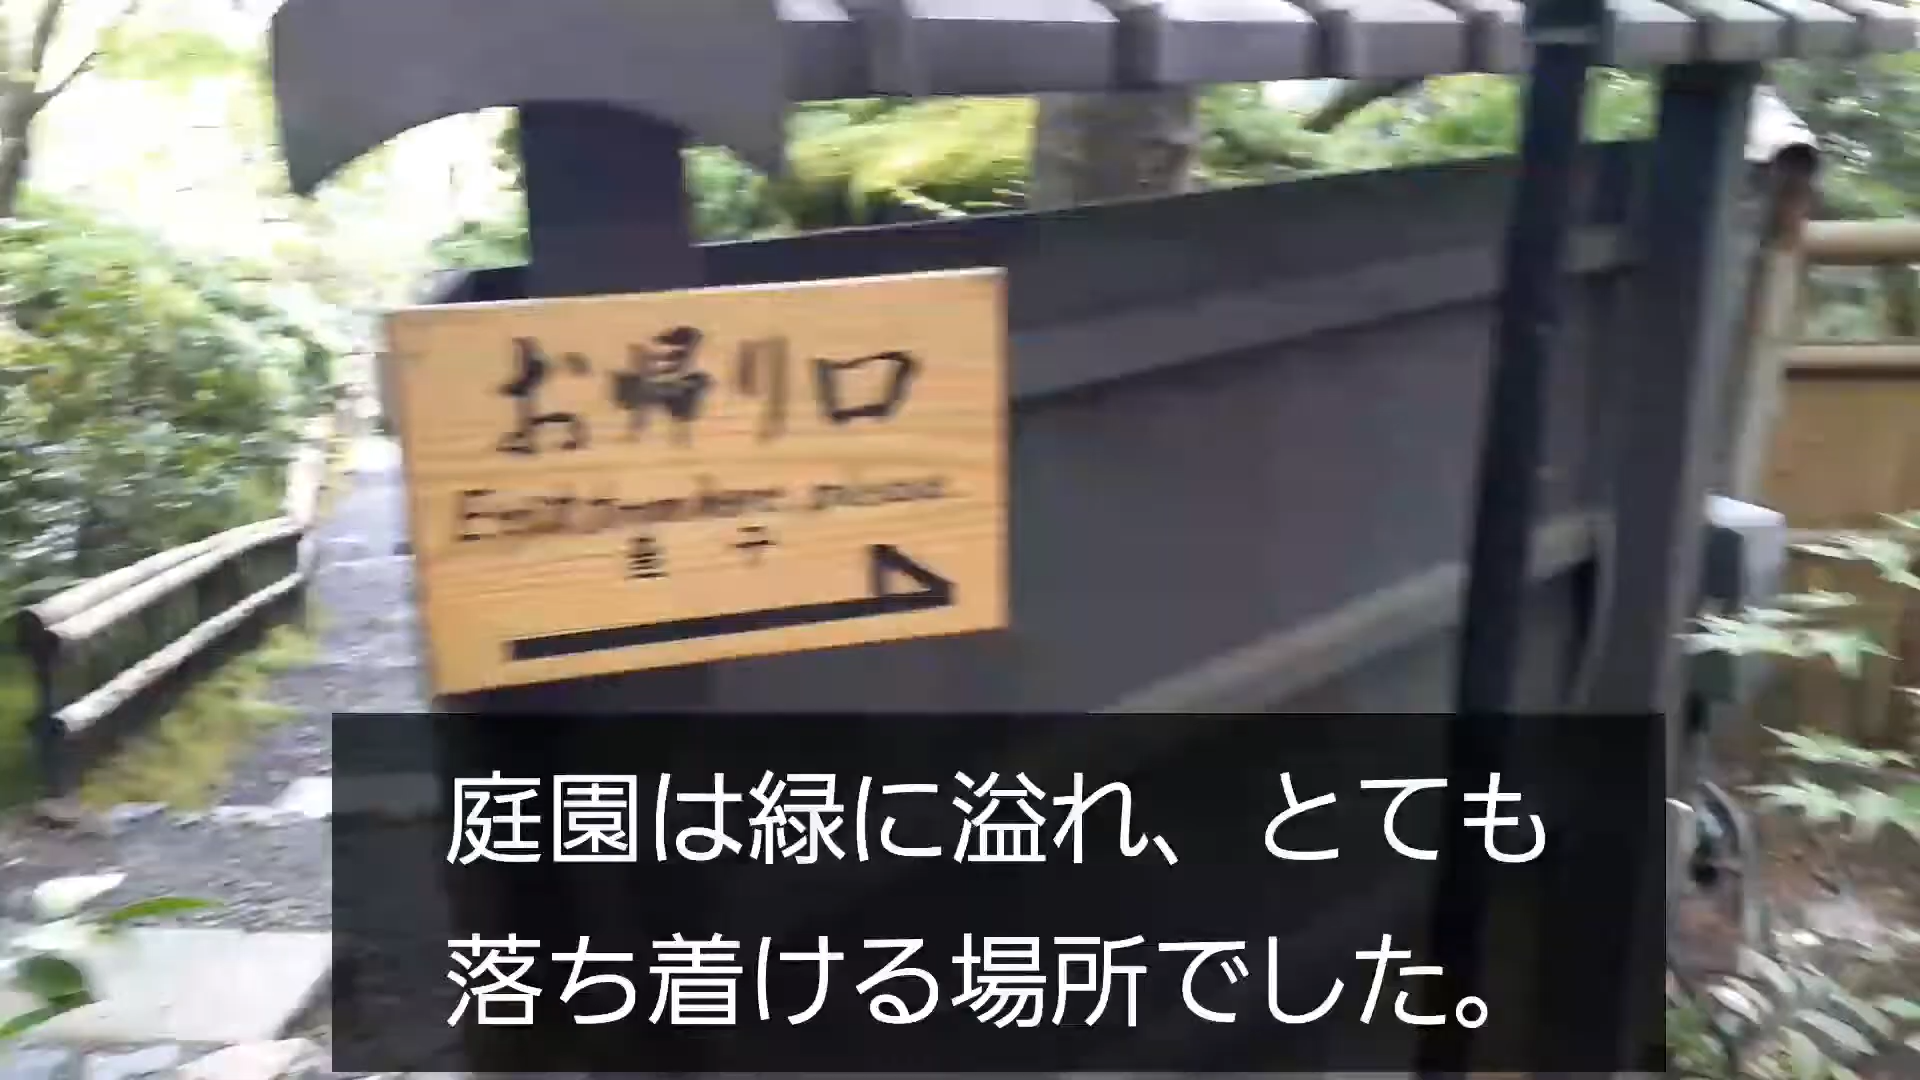 お帰り口
庭園は緑に溢れ、とても
落ち着ける場所でした。